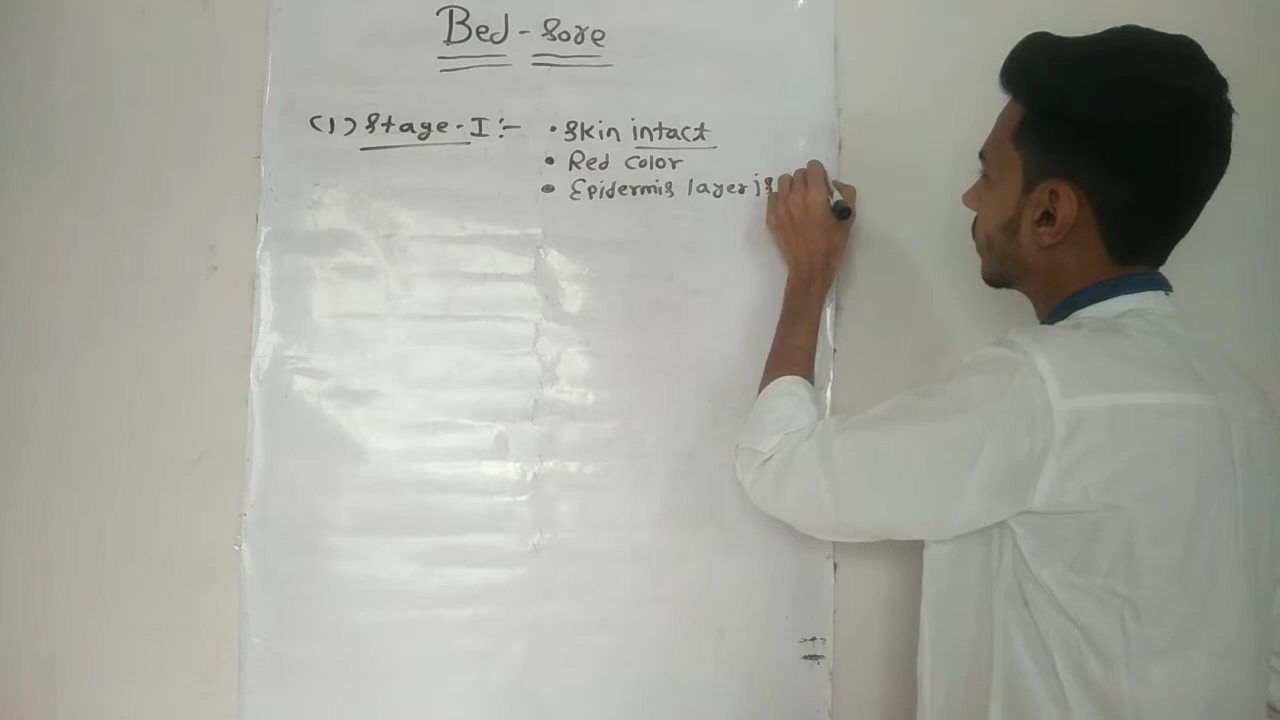 Bed-Sore
(1) Stage-I:- • Skin intact
• Red color
• Epidermis layer is